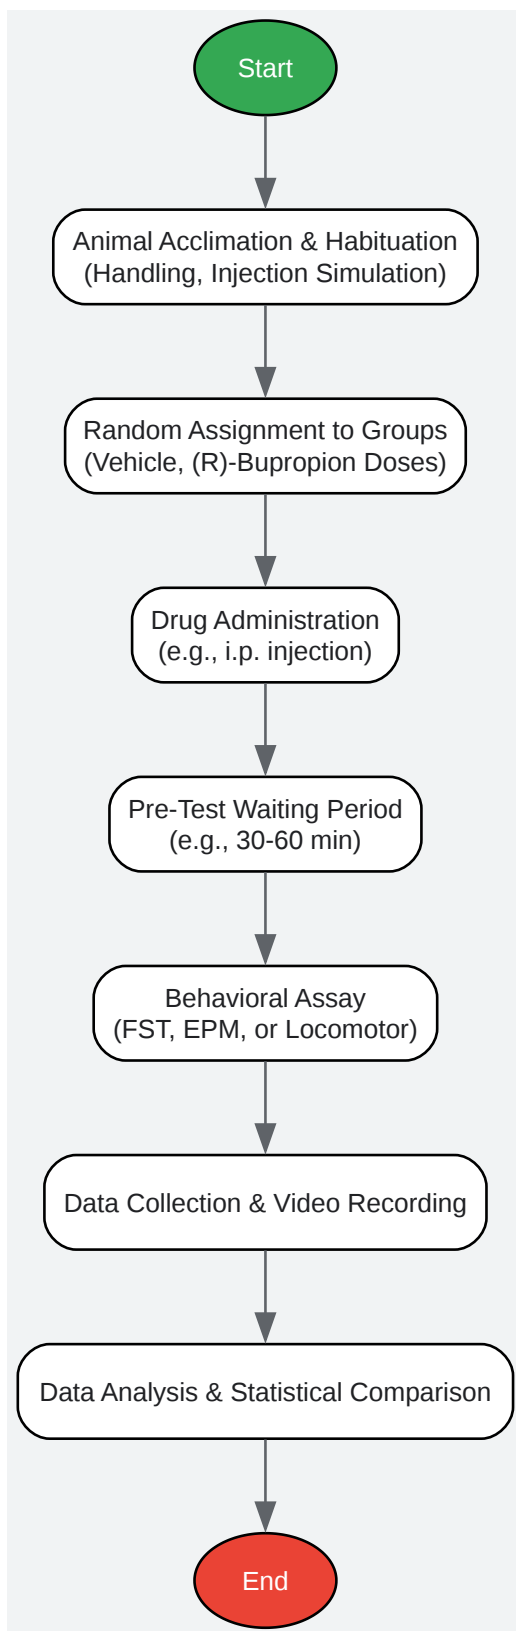 Start
Animal Acclimation & Habituation
(Handling, Injection Simulation)
Random Assignment to Groups
(Vehicle, (R)-Bupropion Doses)
Drug Administration
(e.g., i.p. injection)
Pre-Test Waiting Period
(e.g., 30-60 min)
Behavioral Assay
(FST, EPM, or Locomotor)
Data Collection & Video Recording
Data Analysis & Statistical Comparison
End